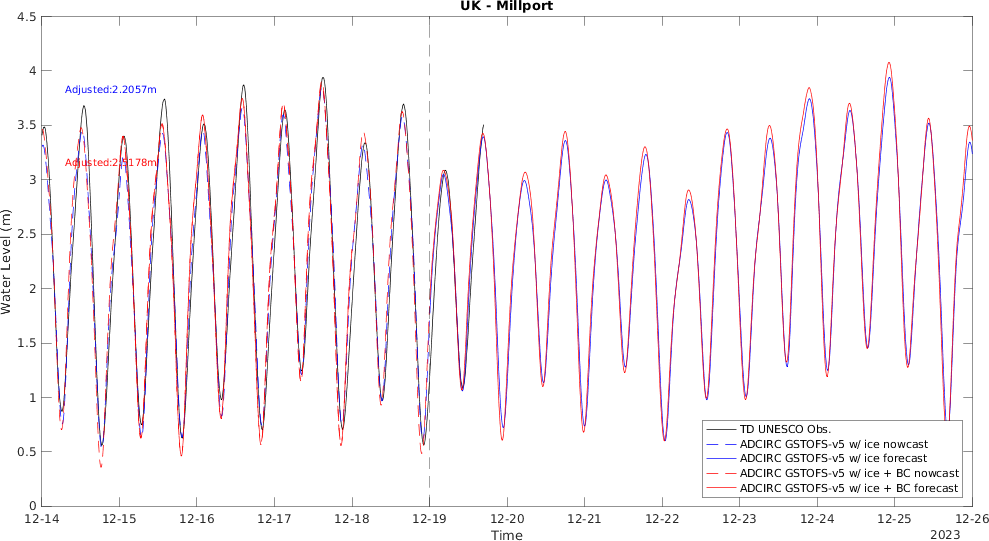 UK - Millport
4.5
4
3.5
3
2.5
2
1.5
1
0.5
0
Water Level (m)
Adjusted:2.2057m
TD UNESCO Obs.
ADCIRC GSTOFS-v5 w/ ice nowcast
ADCIRC GSTOFS-v5 w/ ice forecast
ADCIRC GSTOFS-v5 w/ ice + BC nowcast
ADCIRC GSTOFS-v5 w/ ice + BC forecast
12-14 12-15 12-16 12-17 12-18 12-19 12-20 12-21 12-22 12-23 12-24 12-25 12-26
Time
2023